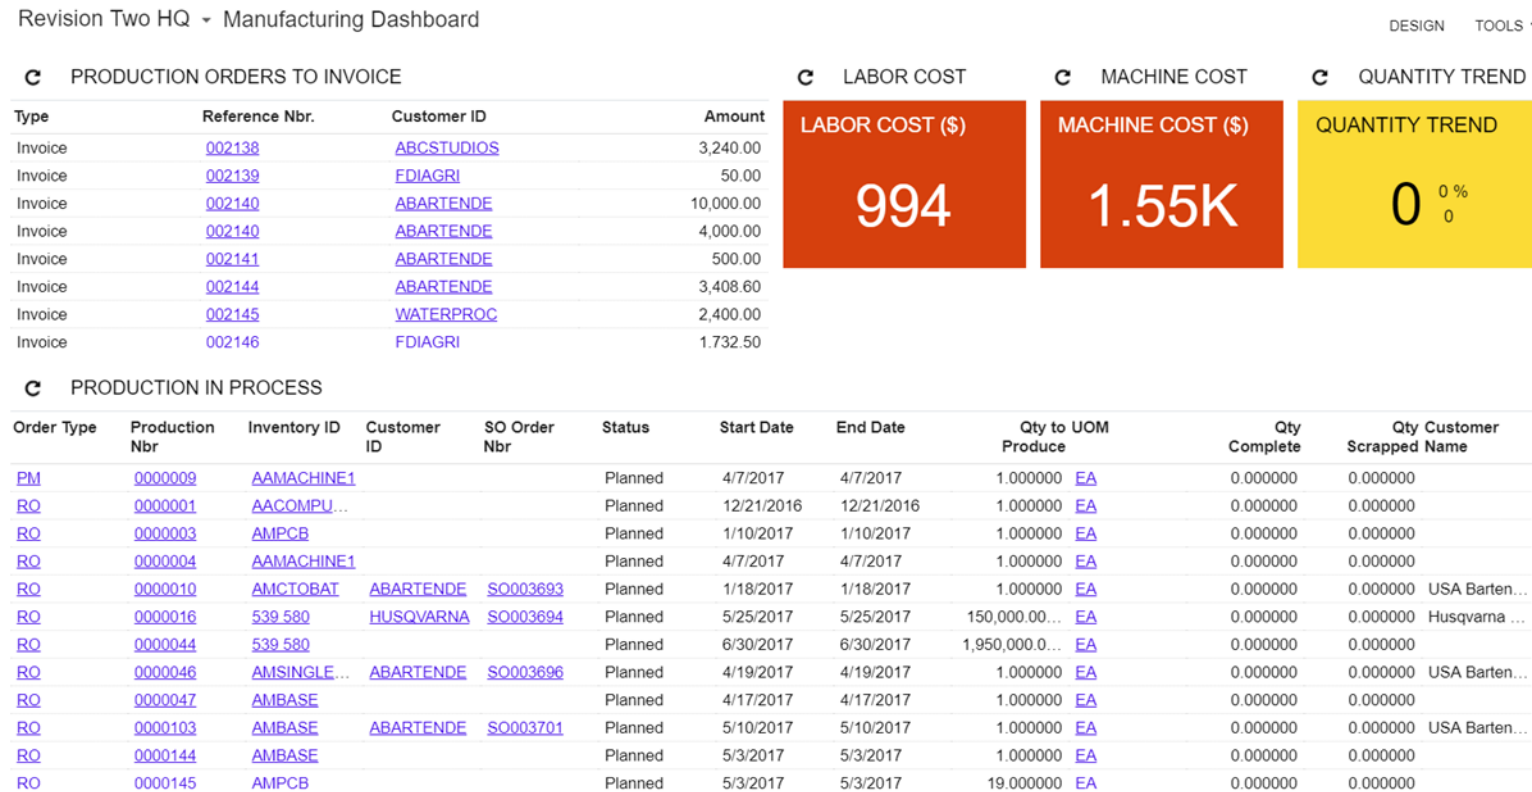 Revision Two HQ Manufacturing Dashboard
DESIGN TOOLS
PRODUCTION ORDERS TO INVOICE
Type Reference Nbr. Customer ID Amount
Invoice 002138 ABCSTUDIOS 3,240.00
Invoice 002139 FDIAGRI 50.00
Invoice 002140 ABARTENDE 10,000.00
Invoice 002140 ABARTENDE 4,000.00
Invoice 002141 ABARTENDE 500.00
Invoice 002144 ABARTENDE 3,408.60
Invoice 002145 WATERPROC 2,400.00
Invoice 002146 FDIAGRI 1.732.50
LABOR COST
LABOR COST ($)
994
MACHINE COST
MACHINE COST ($)
1.55K
QUANTITY TREND
QUANTITY TREND
0 0 %
0
PRODUCTION IN PROCESS
Order Type Production Inventory ID Customer SO Order Status Start Date End Date Qty to UOM Qty Qty Customer
Nbr ID Nbr Produce Complete Scrapped Name
PM 0000009 AAMACHINE1 Planned 4/7/2017 4/7/2017 1.000000 EA 0.000000 0.000000
RO 0000001 AACOMPU... Planned 12/21/2016 12/21/2016 1.000000 EA 0.000000 0.000000
RO 0000003 AMPCB Planned 1/10/2017 1/10/2017 1.000000 EA 0.000000 0.000000
RO 0000004 AAMACHINE1 Planned 4/7/2017 4/7/2017 1.000000 EA 0.000000 0.000000
RO 0000010 AMCTOBAT ABARTENDE SO003693 Planned 1/18/2017 1/18/2017 1.000000 EA 0.000000 0.000000 USA Barten...
RO 0000016 539 580 HUSQVARNA SO003694 Planned 5/25/2017 5/25/2017 150,000.00... EA 0.000000 0.000000 Husqvarna ...
RO 0000044 539 580 Planned 6/30/2017 6/30/2017 1,950,000.0... EA 0.000000 0.000000
RO 0000046 AMSINGLE... ABARTENDE SO003696 Planned 4/19/2017 4/19/2017 1.000000 EA 0.000000 0.000000 USA Barten...
RO 0000047 AMBASE Planned 4/17/2017 4/17/2017 1.000000 EA 0.000000 0.000000
RO 0000103 AMBASE ABARTENDE SO003701 Planned 5/10/2017 5/10/2017 1.000000 EA 0.000000 0.000000 USA Barten...
RO 0000144 AMBASE Planned 5/3/2017 5/3/2017 1.000000 EA 0.000000 0.000000
RO 0000145 AMPCB Planned 5/3/2017 5/3/2017 19.000000 EA 0.000000 0.000000